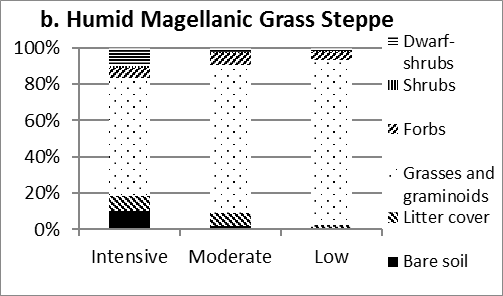 b. Humid Magellanic Grass Steppe
100%
80%
60%
40%
20%
0%
Intensive Moderate Low
Dwarf-
shrubs
Shrubs
Forbs
Grasses and
graminoids
Litter cover
Bare soil